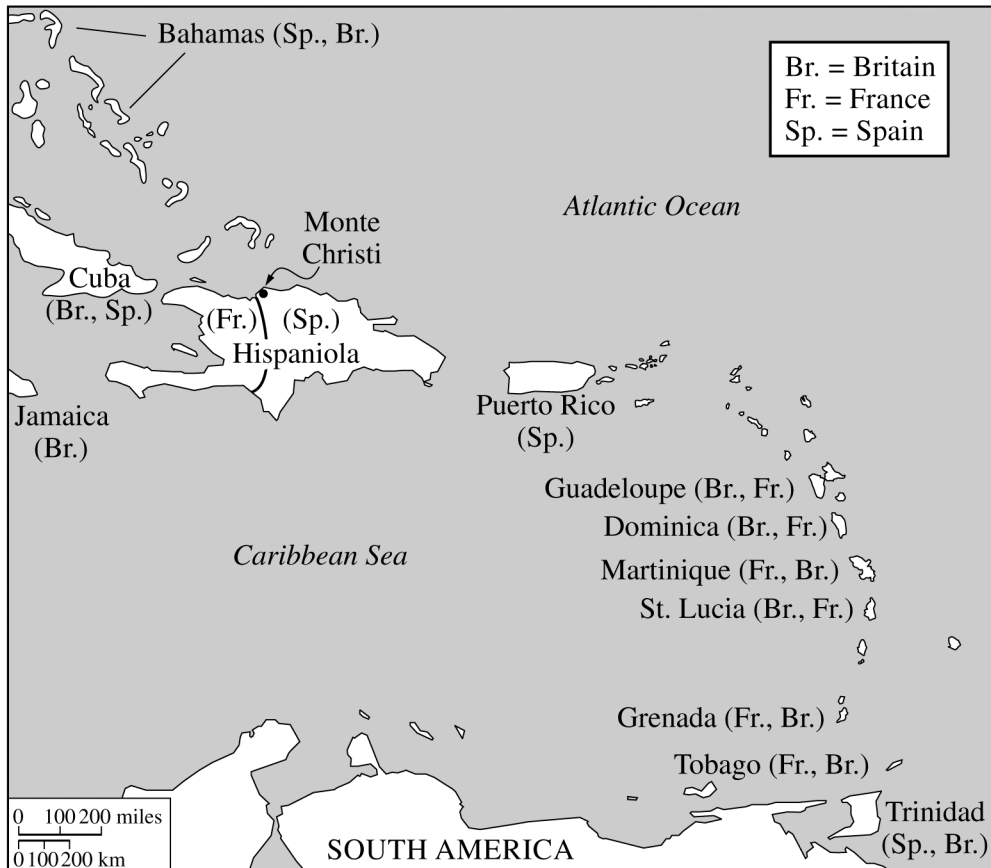 Bahamas (Sp., Br.)
Br. = Britain
Fr. = France
Sp. = Spain
Atlantic Ocean
Monte
Christi
Cuba
(Br., Sp.)
(Fr.)
(Sp.)
Hispaniola
Jamaica
(Br.)
Puerto Rico
(Sp.)
Guadeloupe (Br., Fr.)
Dominica (Br., Fr.)
Caribbean Sea
Martinique (Fr., Br.)
St. Lucia (Br., Fr.)
Grenada (Fr., Br.)
Tobago (Fr., Br.)
Trinidad
(Sp., Br.)
0 100 200 miles
0 100 200 km
SOUTH AMERICA